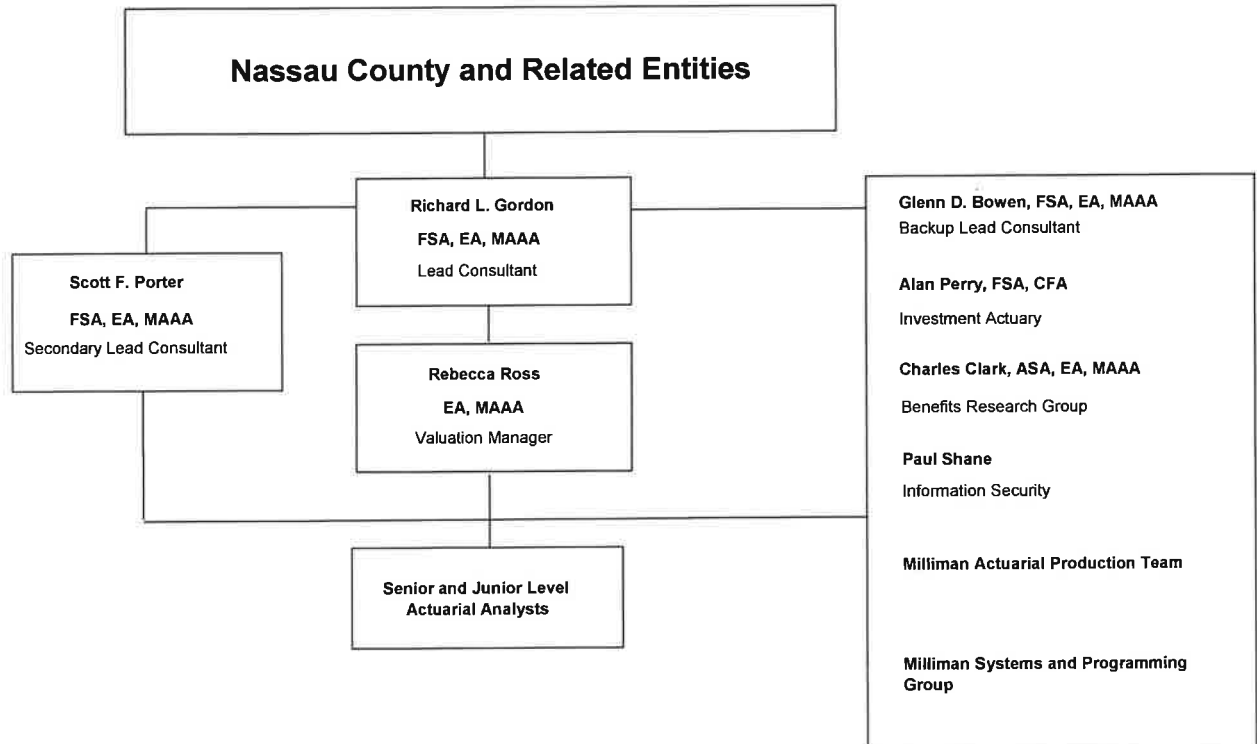 Nassau County and Related Entities
Richard L. Gordon
FSA, EA, MAAA
Lead Consultant
Scott F. Porter
FSA, EA, MAAA
Secondary Lead Consultant
Rebecca Ross
EA, MAAA
Valuation Manager
Senior and Junior Level
Actuarial Analysts
Glenn D. Bowen, FSA, EA, MAAA
Backup Lead Consultant
Alan Perry, FSA, CFA
Investment Actuary
Charles Clark, ASA, EA, MAAA
Benefits Research Group
Paul Shane
Information Security
Milliman Actuarial Production Team
Milliman Systems and Programming
Group